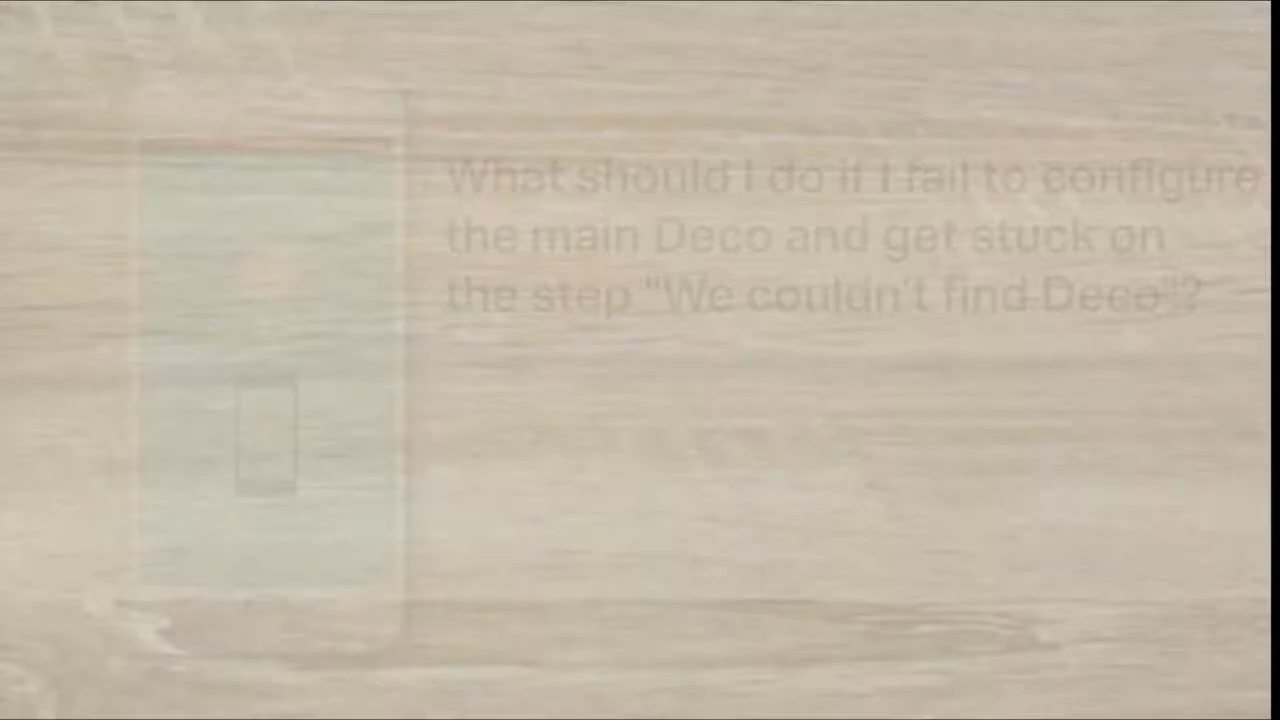 What should I do if I fail to configure
the main Deco and get stuck on
the step "We couldn't find Deco"?